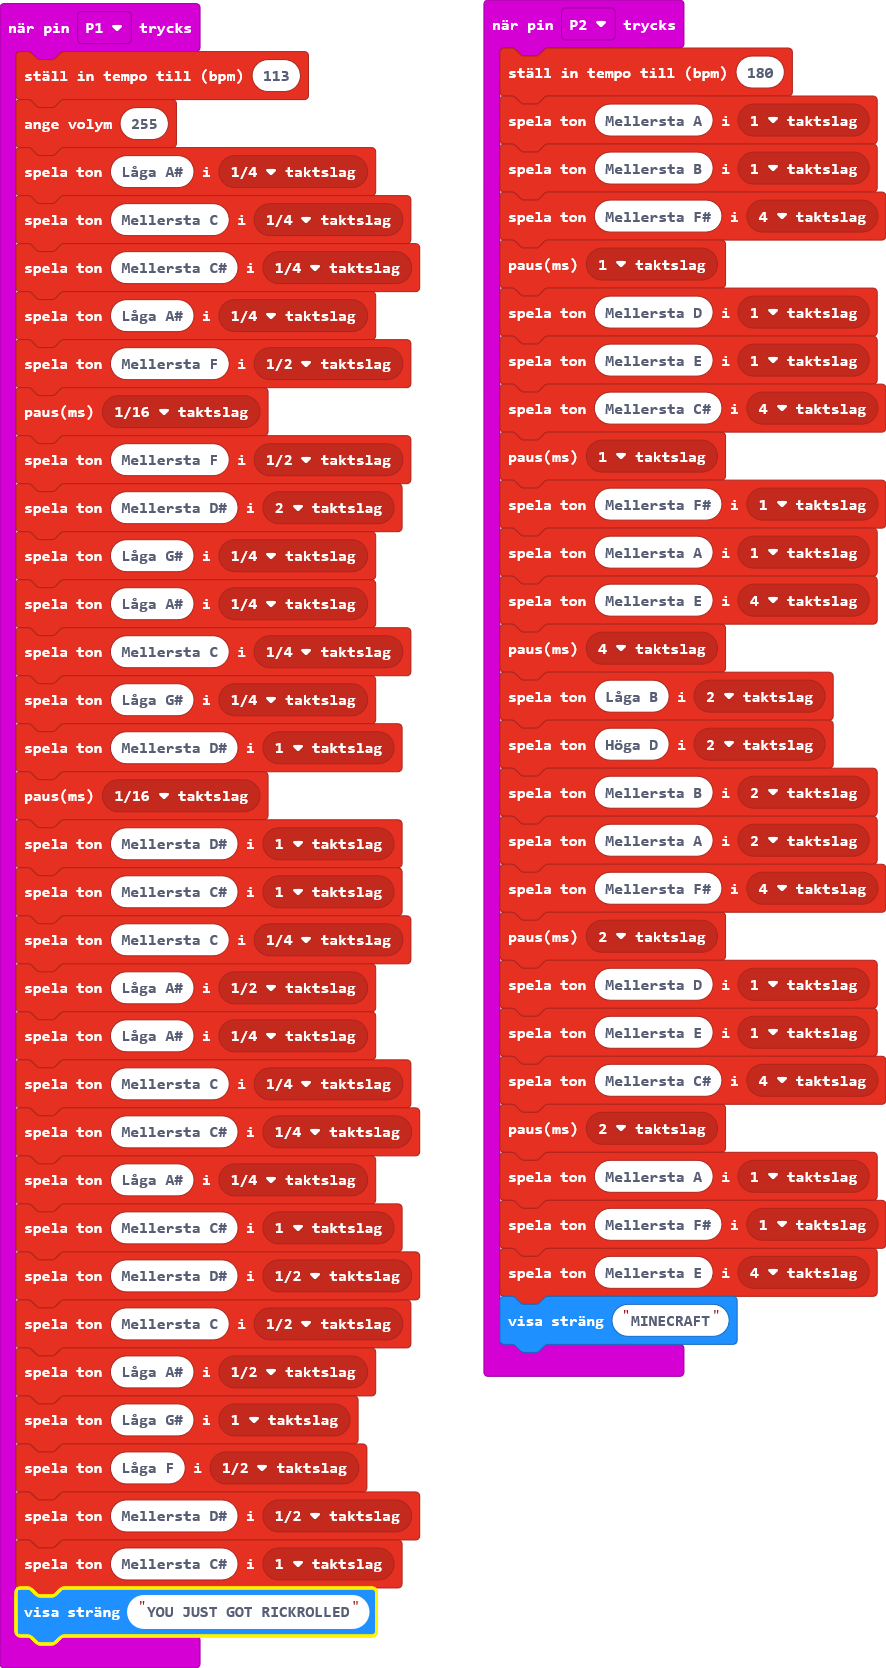 när pin P1 trycks
ställ in tempo till (bpm) 113
ange volym 255
spela ton Låga A# i 1/4 taktslag
spela ton Mellersta C i 1/4 taktslag
spela ton Mellersta C# i 1/4 taktslag
spela ton Låga A# i 1/4 taktslag
spela ton Mellersta F i 1/2 taktslag
paus(ms) 1/16 taktslag
spela ton Mellersta F i 1/2 taktslag
spela ton Mellersta D# i 2 taktslag
spela ton Låga G# i 1/4 taktslag
spela ton Låga A# i 1/4 taktslag
spela ton Mellersta C i 1/4 taktslag
spela ton Låga G# i 1/4 taktslag
spela ton Mellersta D# i 1 taktslag
paus(ms) 1/16 taktslag
spela ton Mellersta D# i 1 taktslag
spela ton Mellersta C# i 1 taktslag
spela ton Mellersta C i 1/4 taktslag
spela ton Låga A# i 1/2 taktslag
spela ton Låga A# i 1/4 taktslag
spela ton Mellersta C i 1/4 taktslag
spela ton Mellersta C# i 1/4 taktslag
spela ton Låga A# i 1/4 taktslag
spela ton Mellersta C# i 1 taktslag
spela ton Mellersta D# i 1/2 taktslag
spela ton Mellersta C i 1/2 taktslag
spela ton Låga A# i 1/2 taktslag
spela ton Låga G# i 1 taktslag
spela ton Låga F i 1/2 taktslag
spela ton Mellersta D# i 1/2 taktslag
spela ton Mellersta C# i 1 taktslag
visa sträng "YOU JUST GOT RICKROLLED"
när pin P2 trycks
ställ in tempo till (bpm) 180
spela ton Mellersta A i 1 taktslag
spela ton Mellersta B i 1 taktslag
spela ton Mellersta F# i 4 taktslag
paus(ms) 1 taktslag
spela ton Mellersta D i 1 taktslag
spela ton Mellersta E i 1 taktslag
spela ton Mellersta C# i 4 taktslag
paus(ms) 1 taktslag
spela ton Mellersta F# i 1 taktslag
spela ton Mellersta A i 1 taktslag
spela ton Mellersta E i 4 taktslag
paus(ms) 4 taktslag
spela ton Låga B i 2 taktslag
spela ton Höga D i 2 taktslag
spela ton Mellersta B i 2 taktslag
spela ton Mellersta A i 2 taktslag
spela ton Mellersta F# i 4 taktslag
paus(ms) 2 taktslag
spela ton Mellersta D i 1 taktslag
spela ton Mellersta E i 1 taktslag
spela ton Mellersta C# i 4 taktslag
paus(ms) 2 taktslag
spela ton Mellersta A i 1 taktslag
spela ton Mellersta F# i 1 taktslag
spela ton Mellersta E i 4 taktslag
visa sträng "MINECRAFT"